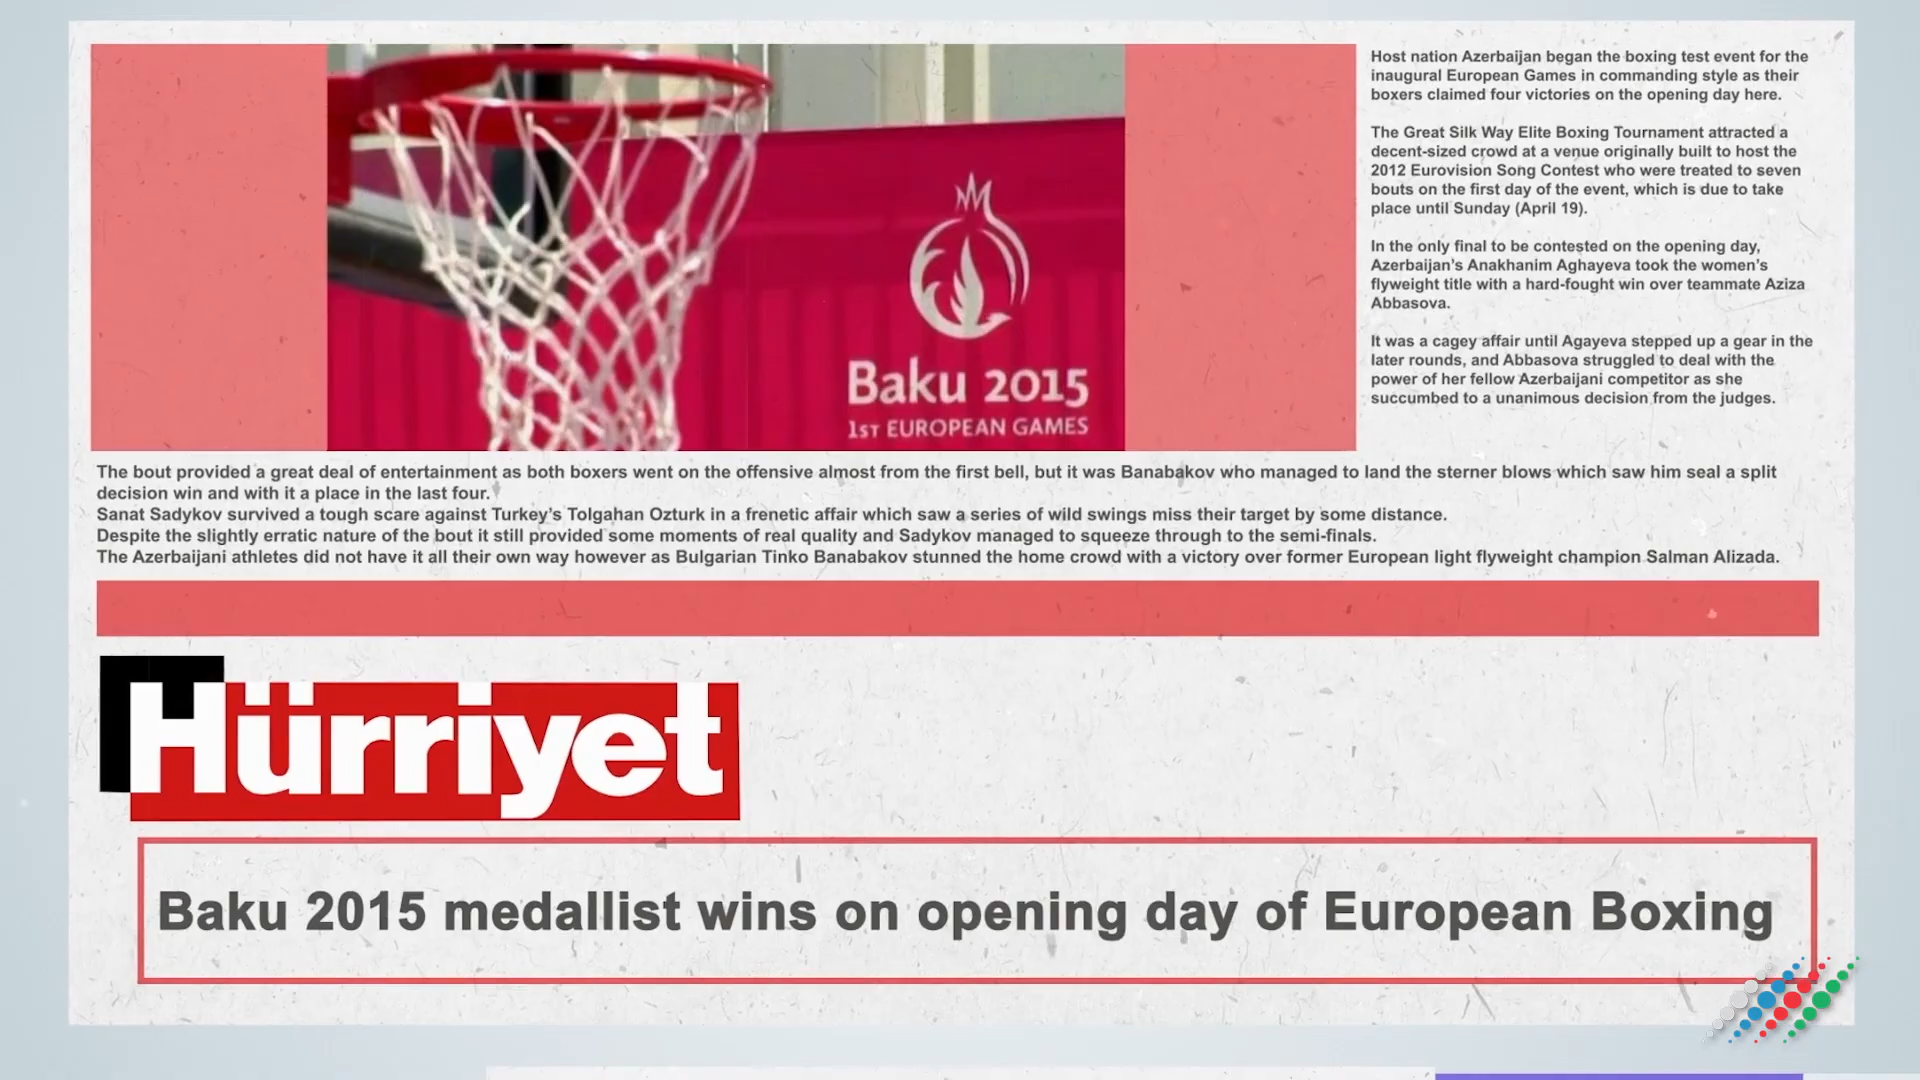 Baku 2015
1ST EUROPEAN GAMES
Host nation Azerbaijan began the boxing test event for the
inaugural European Games in commanding style as their
boxers claimed four victories on the opening day here.
The Great Silk Way Elite Boxing Tournament attracted a
decent-sized crowd at a venue originally built to host the
2012 Eurovision Song Contest who were treated to seven
bouts on the first day of the event, which is due to take
place until Sunday (April 19).
In the only final to be contested on the opening day,
Azerbaijan's Anakhanim Aghayeva took the women's
flyweight title with a hard-fought win over teammate Aziza
Abbasova.
It was a cagey affair until Agayeva stepped up a gear in the
later rounds, and Abbasova struggled to deal with the
power of her fellow Azerbaijani competitor as she
succumbed to a unanimous decision from the judges.
The bout provided a great deal of entertainment as both boxers went on the offensive almost from the first bell, but it was Banabakov who managed to land the sterner blows which saw him seal a split
decision win and with it a place in the last four.
Sanat Sadykov survived a tough scare against Turkey's Tolgahan Ozturk in a frenetic affair which saw a series of wild swings miss their target by some distance.
Despite the slightly erratic nature of the bout it still provided some moments of real quality and Sadykov managed to squeeze through to the semi-finals.
The Azerbaijani athletes did not have it all their own way however as Bulgarian Tinko Banabakov stunned the home crowd with a victory over former European light flyweight champion Salman Alizada.
Hürriyet
Baku 2015 medallist wins on opening day of European Boxing